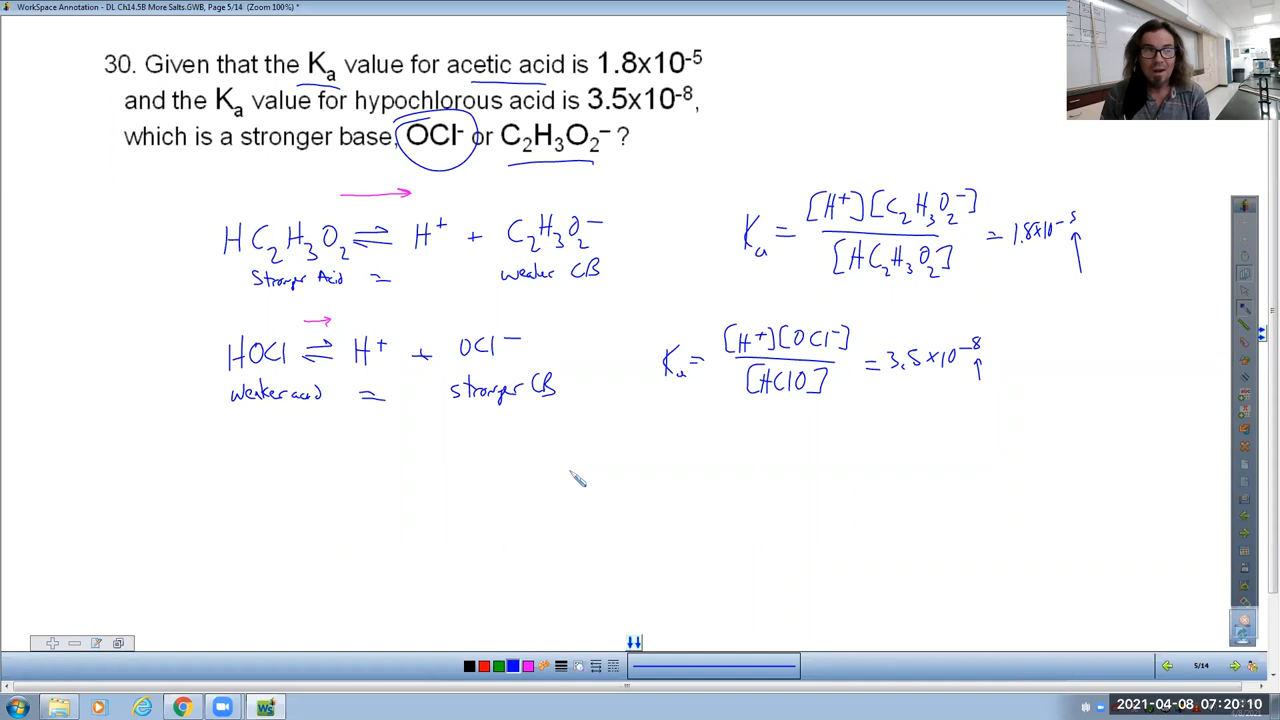 WorkSpace Annotation - DL Ch14.5B More Salts.GWB, Page 5/14 (Zoom 100%) *
30. Given that the Kₐ value for acetic acid is 1.8x10⁻⁵
and the Kₐ value for hypochlorous acid is 3.5x10⁻⁸,
which is a stronger base, OCl⁻ or C₂H₃O₂⁻ ?
HC₂H₃O₂ ⇌ H⁺ + C₂H₃O₂⁻
Stronger Acid = weaker CB
Kₐ = [H⁺][C₂H₃O₂⁻] / [HC₂H₃O₂] = 1.8x10⁻⁵
HOCl ⇌ H⁺ + OCl⁻
weaker acid = stronger CB
Kₐ = [H⁺][OCl⁻] / [HClO] = 3.5x10⁻⁸
5/14
2021-04-08 07:20:10